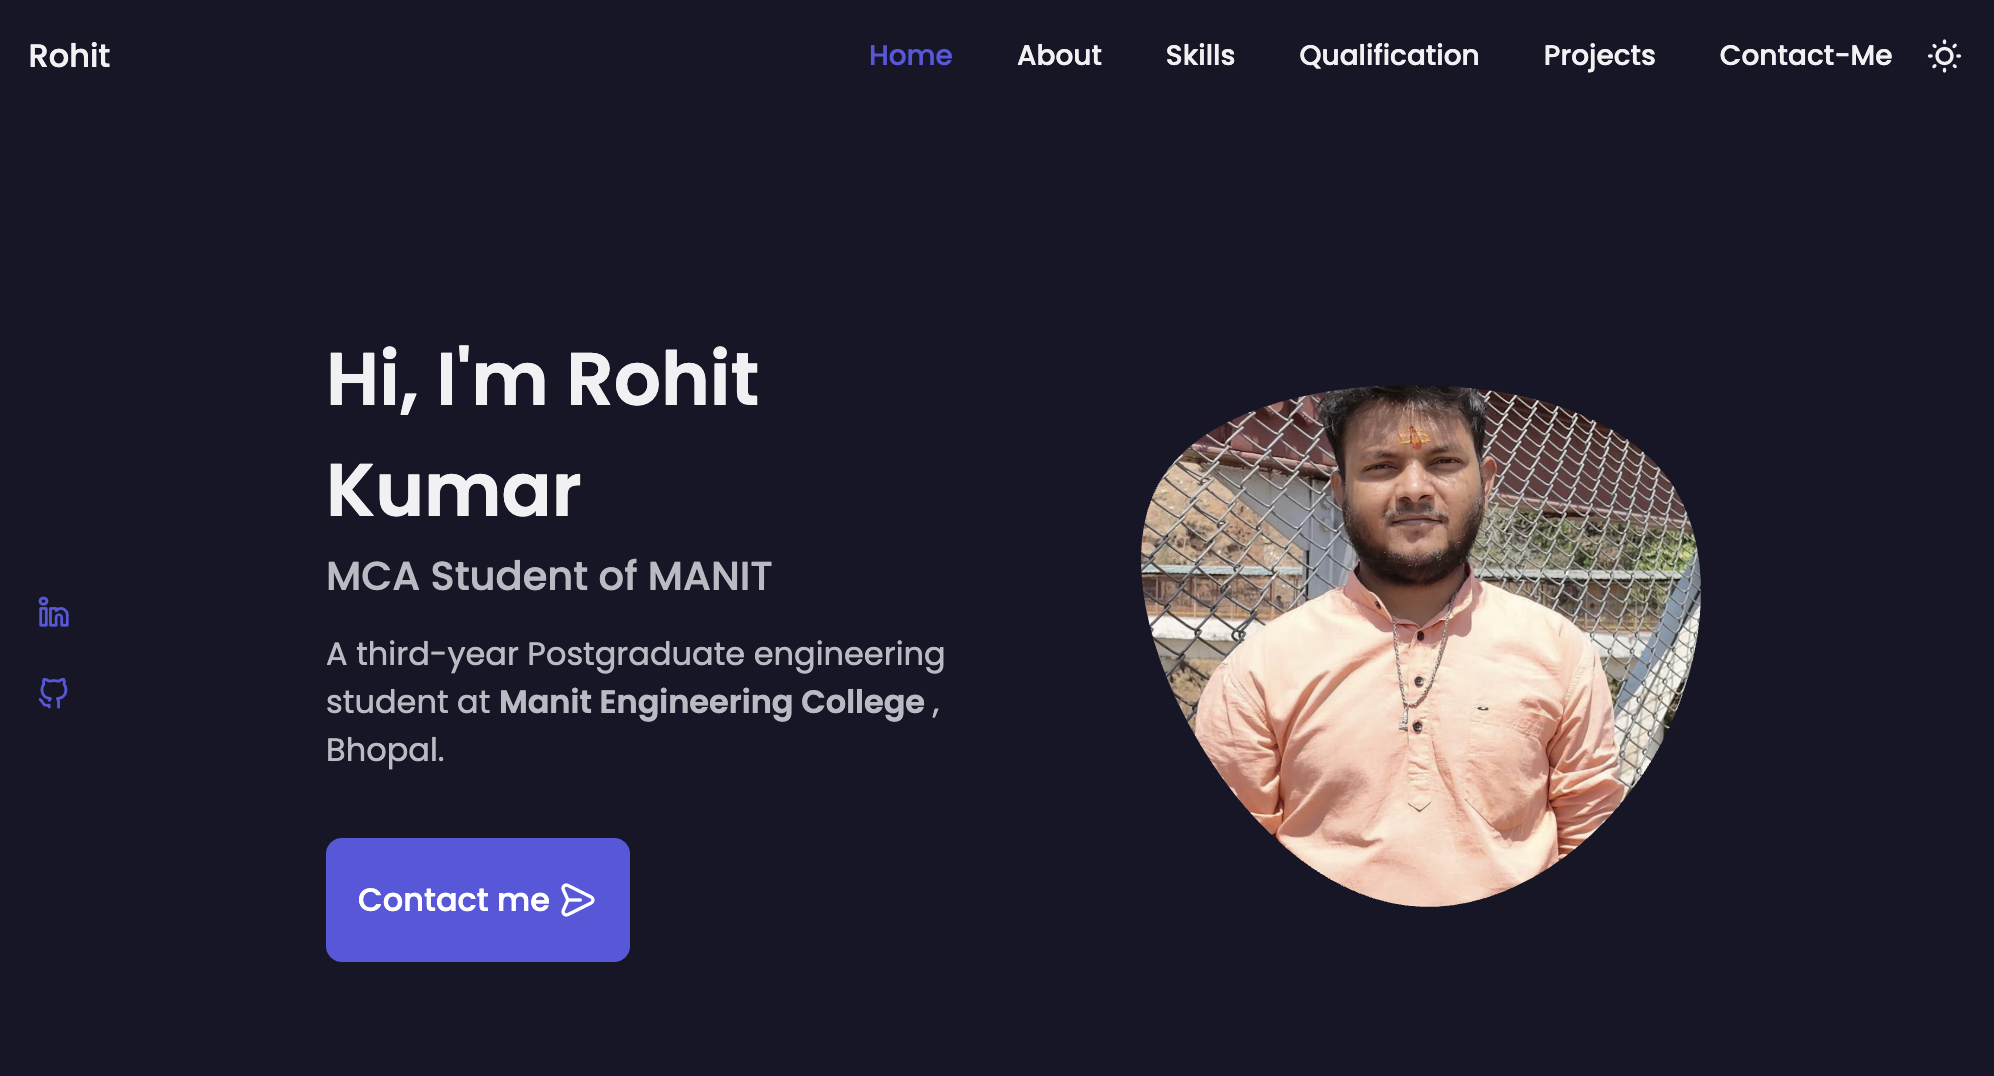 Rohit
Home
About
Skills
Qualification
Projects
Contact-Me
Hi, I'm Rohit
Kumar
MCA Student of MANIT
A third-year Postgraduate engineering
student at Manit Engineering College ,
Bhopal.
Contact me